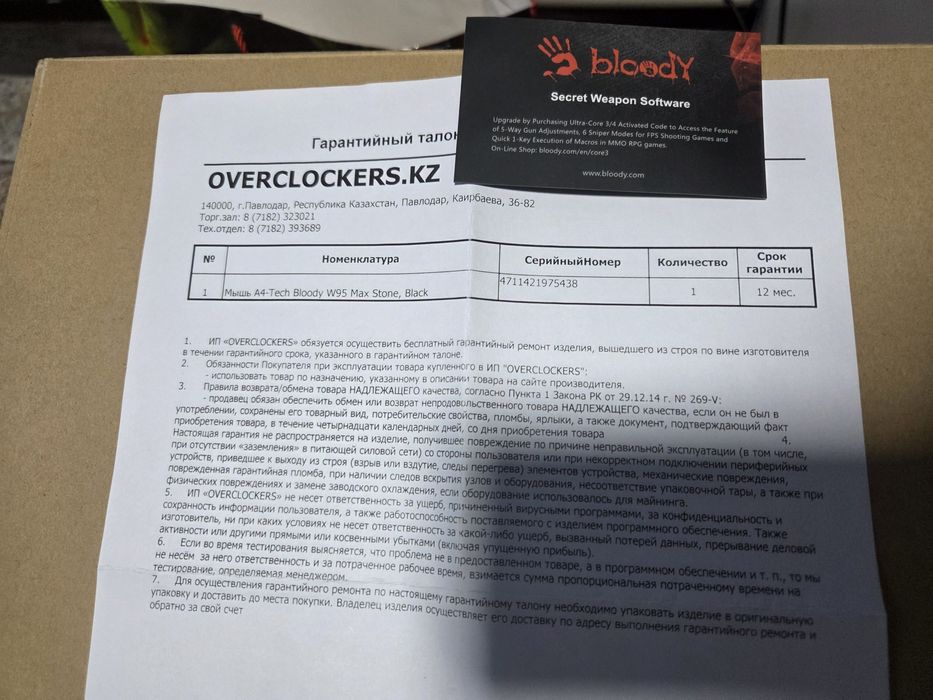 bloody
Secret Weapon Software
Upgrade by Purchasing Ultra-Core 3/4 Activated Code to Access the Feature
of 5-Way Gun Adjustments, 6 Sniper Modes for FPS Shooting Games and
Quick 1-Key Execution of Macros in MMO RPG games.
On-Line Shop: bloody.com/en/core3
www.bloody.com
Гарантийный талон
OVERCLOCKERS.KZ
140000, г.Павлодар, Республика Казахстан, Павлодар, Каирбаева, 36-82
Торг.зал: 8 (7182) 323021
Тех.отдел: 8 (7182) 393689
№ Номенклатура СерийныйНомер Количество Срок гарантии
1 Мышь A4-Tech Bloody W95 Max Stone, Black 4711421975438 1 12 мес.
1. ИП «OVERCLOCKERS» обязуется осуществить бесплатный гарантийный ремонт изделия, вышедшего из строя по вине изготовителя
в течении гарантийного срока, указанного в гарантийном талоне.
2. Обязанности Покупателя при эксплуатации товара купленного в ИП "OVERCLOCKERS":
- использовать товар по назначению, указанному в описании товара на сайте производителя.
3. Правила возврата/обмена товара НАДЛЕЖАЩЕГО качества, согласно Пункта 1 Закона РК от 29.12.14 г. № 269-V:
- продавец обязан обеспечить обмен или возврат непродовольственного товара НАДЛЕЖАЩЕГО качества, если он не был в
употреблении, сохранены его товарный вид, потребительские свойства, пломбы, ярлыки, а также документ, подтверждающий факт
приобретения товара, в течение четырнадцати календарных дней, со дня приобретения товара 4.
Настоящая гарантия не распространяется на изделие, получившее повреждение по причине неправильной эксплуатации (в том числе,
при отсутствии «заземления» в питающей силовой сети) со стороны пользователя или при некорректном подключении периферийных
устройств, приведшее к выходу из строя (взрыв или вздутие, следы перегрева) элементов устройства, механические повреждения,
поврежденная гарантийная пломба, при наличии следов вскрытия узлов и оборудования, несоответствие упаковочной тары, а также при
физических повреждениях и замене заводского охлаждения, если оборудование использовалось для майнинга.
5. ИП «OVERCLOCKERS» не несет ответственность за ущерб, причиненный вирусными программами, за конфиденциальность и
сохранность информации пользователя, а также работоспособность поставляемого с изделием программного обеспечения. Также
изготовитель, ни при каких условиях не несет ответственность за какой-либо ущерб, вызванный потерей данных, прерывание деловой
активности или другими прямыми или косвенными убытками (включая упущенную прибыль).
6. Если во время тестирования выясняется, что проблема не в предоставленном товаре, а в программном обеспечении и т. п., то мы
не несём за него ответственность и за потраченное рабочее время, взимается сумма пропорциональная потраченному времени на
тестирование, определяемая менеджером.
7. Для осуществления гарантийного ремонта по настоящему гарантийному талону необходимо упаковать изделие в оригинальную
упаковку и доставить до места покупки. Владелец изделия осуществляет его доставку по адресу выполнения гарантийного ремонта и
обратно за свой счет